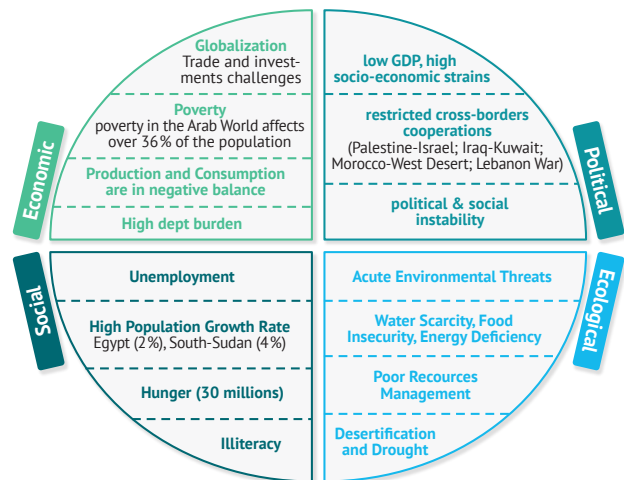 Economic
Globalization
Trade and invest-
ments challenges
Poverty
poverty in the Arab World affects
over 36% of the population
Production and Consumption
are in negative balance
High dept burden
Political
low GDP, high
socio-economic strains
restricted cross-borders
cooperations
(Palestine-Israel; Iraq-Kuwait;
Morocco-West Desert; Lebanon War)
political & social
instability
Social
Unemployment
High Population Growth Rate
Egypt (2%), South-Sudan (4%)
Hunger (30 millions)
Illiteracy
Ecological
Acute Environmental Threats
Water Scarcity, Food
Insecurity, Energy Deficiency
Poor Recources
Management
Desertification
and Drought